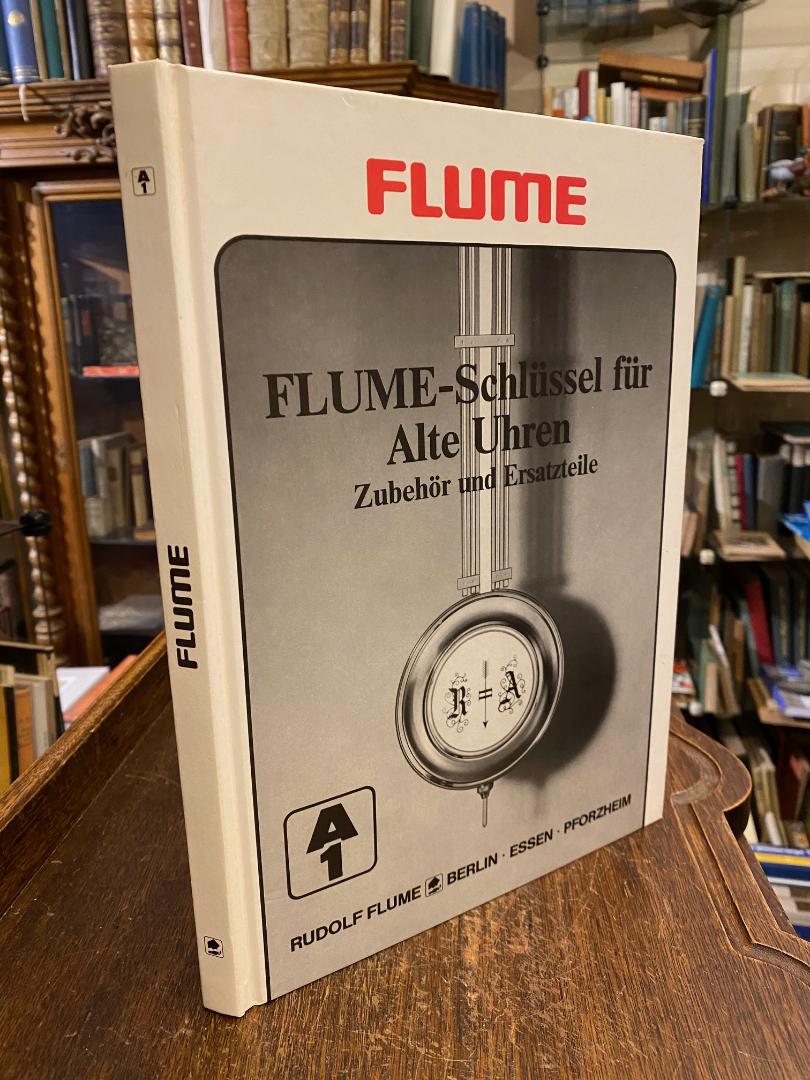 A
1
FLUME
FLUME
FLUME-Schlüssel für
Alte Uhren
Zubehör und Ersatzteile
R = A
A
1
RUDOLF FLUME BERLIN · ESSEN · PFORZHEIM